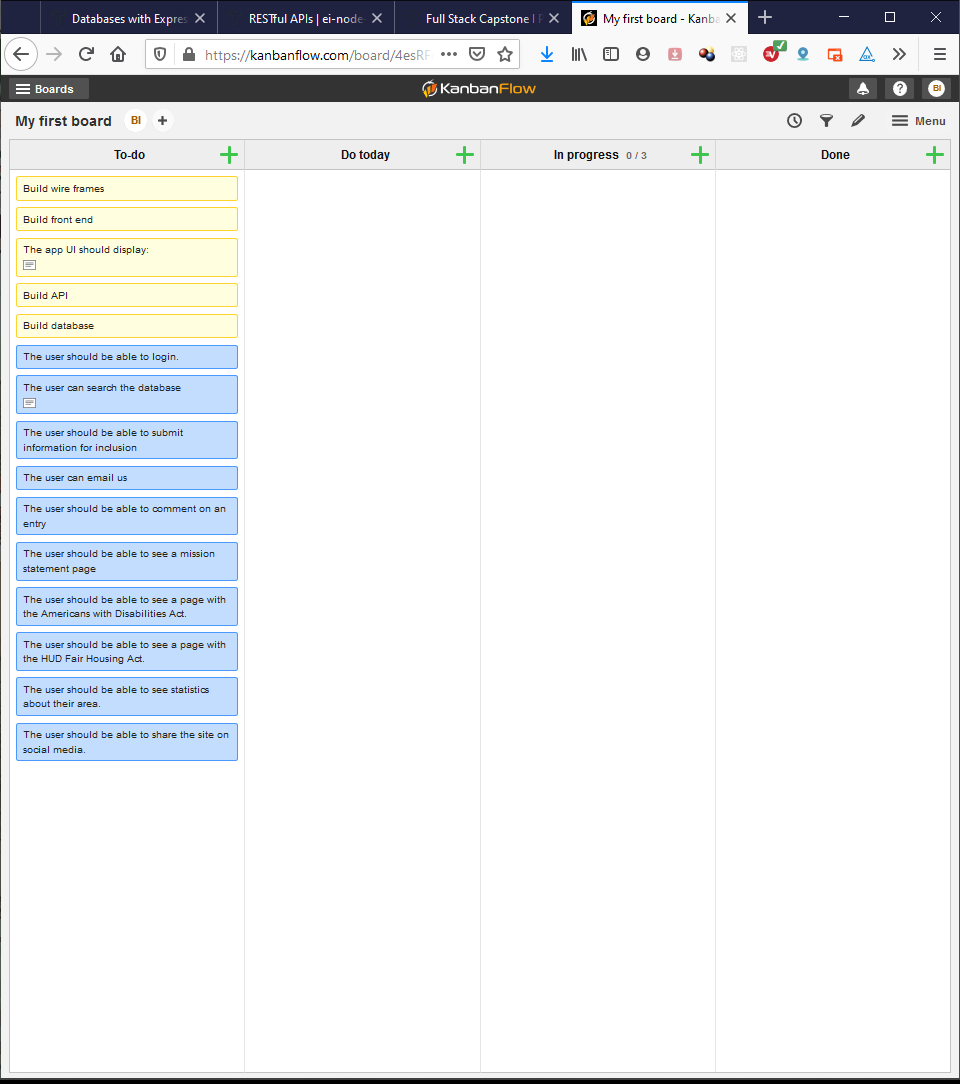 Databases with Expres
RESTful APIs | ei-node
Full Stack Capstone | 
My first board - Kanba
https://kanbanflow.com/board/4esRF
Boards
KanbanFlow
BI
My first board
BI
Menu
To-do
Do today
In progress 0 / 3
Done
Build wire frames
Build front end
The app UI should display:
Build API
Build database
The user should be able to login.
The user can search the database
The user should be able to submit
information for inclusion
The user can email us
The user should be able to comment on an
entry
The user should be able to see a mission
statement page
The user should be able to see a page with
the Americans with Disabilities Act.
The user should be able to see a page with
the HUD Fair Housing Act.
The user should be able to see statistics
about their area.
The user should be able to share the site on
social media.